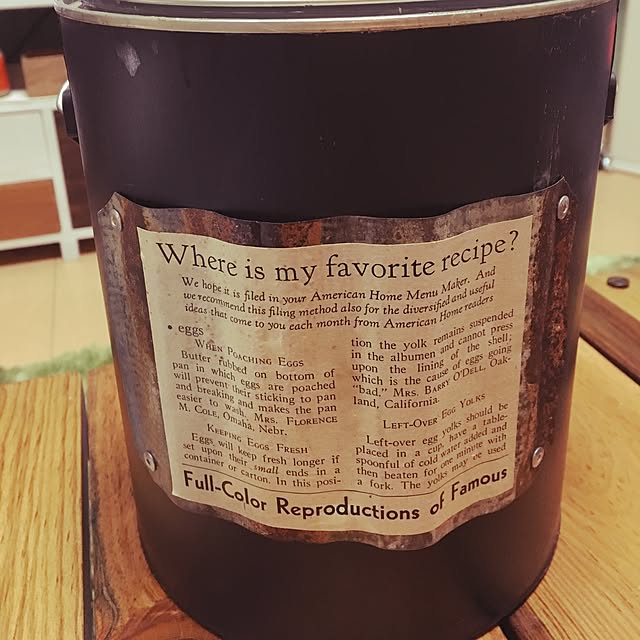 Where is my favorite recipe?
We hope it is filed in your American Home Menu Maker. And
we recommend this filing method also for the diversified and useful
ideas that come to you each month from American Home readers
• eggs
WHEN POACHING EGGS
Butter rubbed on bottom of
pan in which eggs are poached
will prevent their sticking to pan
and breaking and makes the pan
easier to wash. MRS. FLORENCE
M. COLE, Omaha, Nebr.
KEEPING EGGS FRESH
Eggs will keep fresh longer if
set upon their small ends in a
container or carton. In this posi-
tion the yolk remains suspended
in the albumen and cannot press
upon the lining of the shell;
which is the cause of eggs going
"bad." MRS. BARRY O'DELL, Oak-
land, California.
LEFT-OVER EGG YOLKS
Left-over egg yolks should be
placed in a cup, have a table-
spoonful of cold water added and
then beaten for one minute with
a fork. The yolks may be used
Full-Color Reproductions of Famous